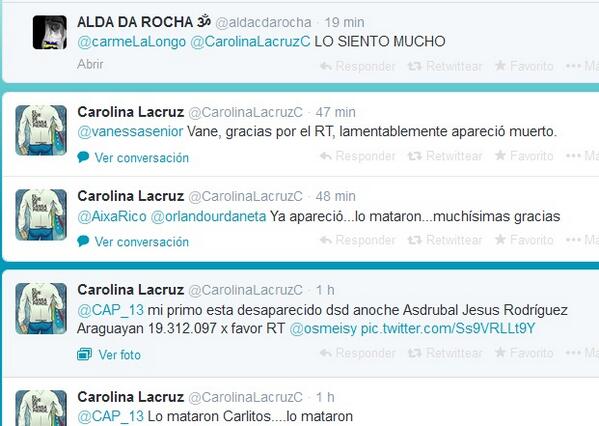 ALDA DA ROCHA ૐ @aldacdarocha · 19 min
@carmeLaLongo @CarolinaLacruzC LO SIENTO MUCHO
Abrir
Responder Retwittear Favorito ••• Má
Carolina Lacruz @CarolinaLacruzC · 47 min
@vanessasenior Vane, gracias por el RT, lamentablemente apareció muerto.
Ver conversación
Responder Retwittear Favorito ••• Má
Carolina Lacruz @CarolinaLacruzC · 48 min
@AixaRico @orlandourdaneta Ya apareció...lo mataron...muchísimas gracias
Ver conversación
Responder Retwittear Favorito ••• Má
Carolina Lacruz @CarolinaLacruzC · 1 h
@CAP_13 mi primo esta desaparecido dsd anoche Asdrubal Jesus Rodríguez
Araguayan 19.312.097 x favor RT @osmeisy pic.twitter.com/Ss9VRLLt9Y
Ver foto
Responder Retwittear Favorito ••• Má
Carolina Lacruz @CarolinaLacruzC · 1 h
@CAP_13 Lo mataron Carlitos....lo mataron